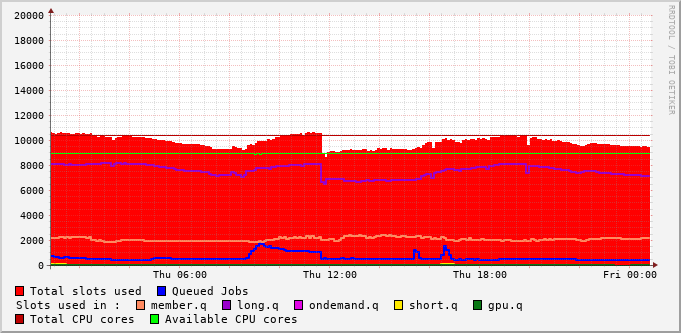 20000
18000
16000
14000
12000
10000
8000
6000
4000
2000
0
Thu 06:00 Thu 12:00 Thu 18:00 Fri 00:00
RRDTOOL / TOBI OETIKER
Total slots used Queued Jobs
Slots used in : member.q long.q ondemand.q short.q gpu.q
Total CPU cores Available CPU cores